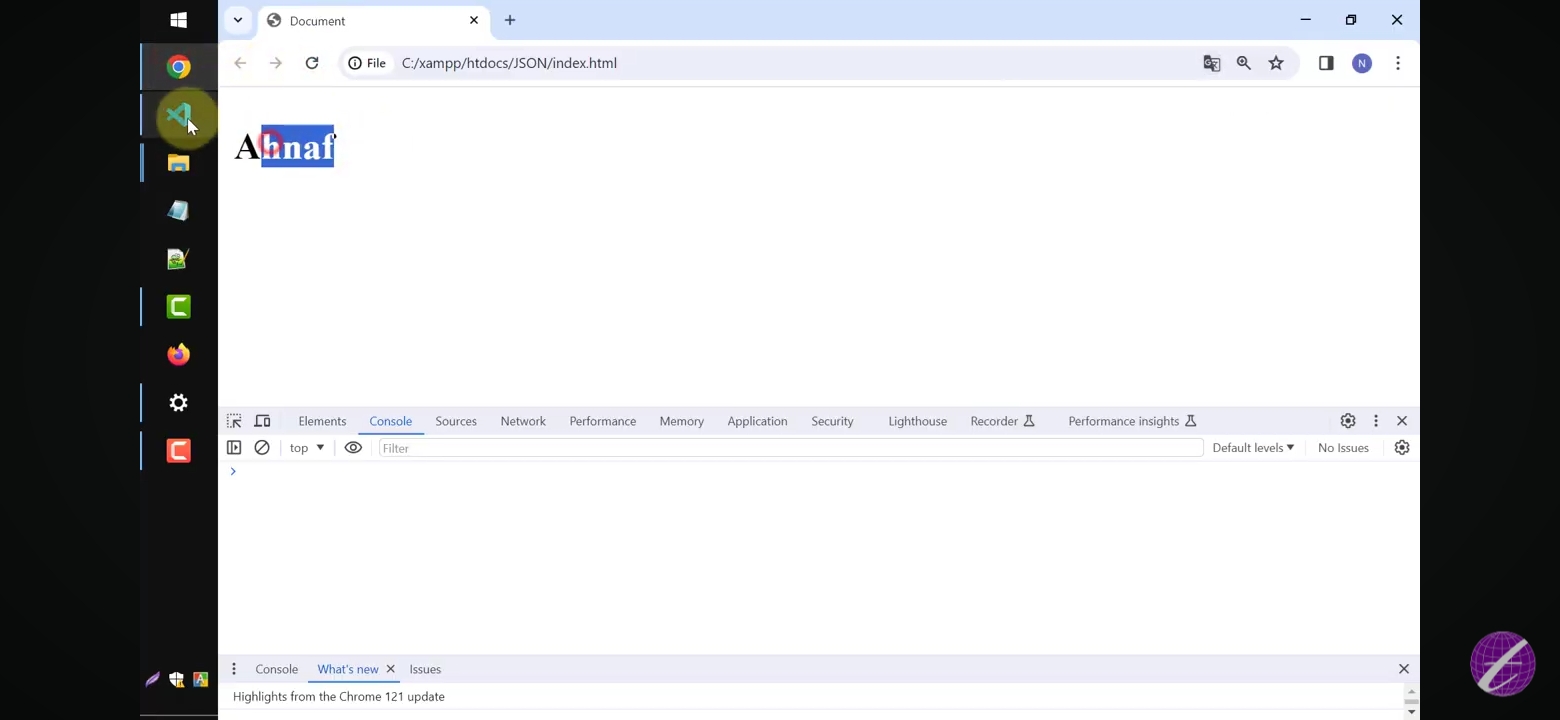 Document
File
C:/xampp/htdocs/JSON/index.html
N
Ahnaf
Elements Console Sources Network Performance Memory Application Security Lighthouse Recorder Performance insights
top Filter Default levels No Issues
Console What's new Issues
Highlights from the Chrome 121 update